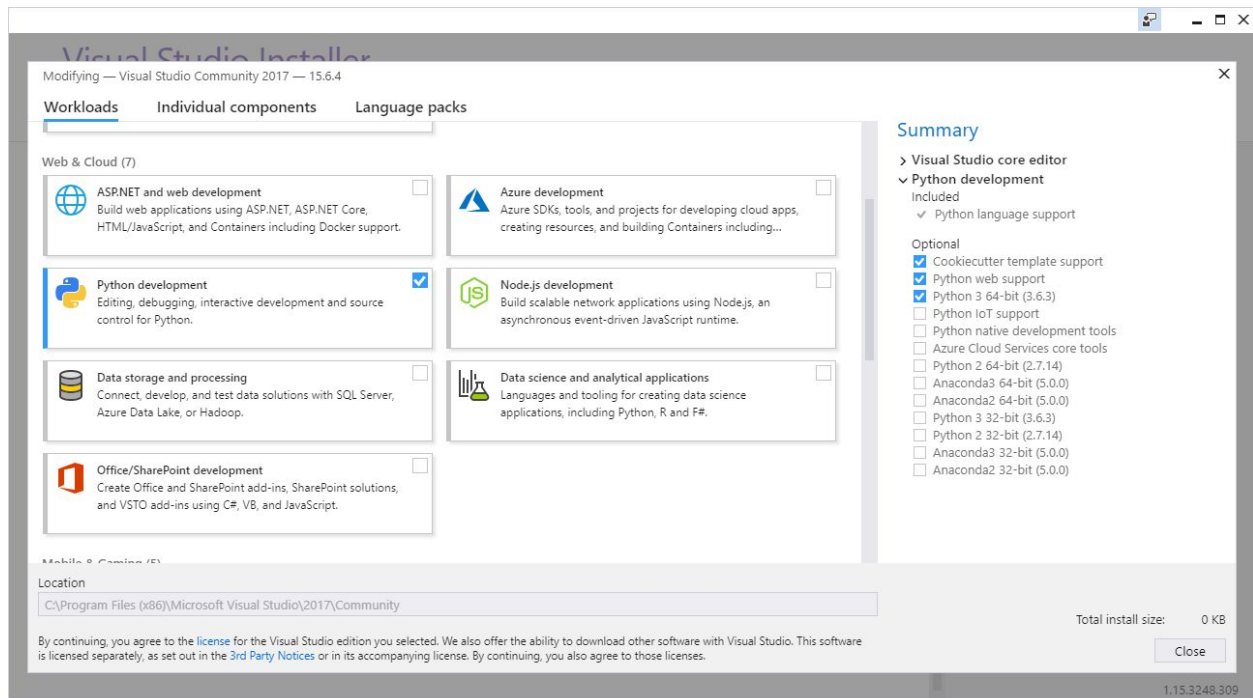 Visual Studio Installer
Modifying — Visual Studio Community 2017 — 15.6.4
Workloads
Individual components
Language packs
Web & Cloud (7)
ASP.NET and web development
Build web applications using ASP.NET, ASP.NET Core,
HTML/JavaScript, and Containers including Docker support.
Azure development
Azure SDKs, tools, and projects for developing cloud apps,
creating resources, and building Containers including...
Python development
Editing, debugging, interactive development and source
control for Python.
Node.js development
Build scalable network applications using Node.js, an
asynchronous event-driven JavaScript runtime.
Data storage and processing
Connect, develop, and test data solutions with SQL Server,
Azure Data Lake, or Hadoop.
Data science and analytical applications
Languages and tooling for creating data science
applications, including Python, R and F#.
Office/SharePoint development
Create Office and SharePoint add-ins, SharePoint solutions,
and VSTO add-ins using C#, VB, and JavaScript.
Mobile & Gaming (5)
Summary
Visual Studio core editor
Python development
Included
Python language support
Optional
Cookiecutter template support
Python web support
Python 3 64-bit (3.6.3)
Python IoT support
Python native development tools
Azure Cloud Services core tools
Python 2 64-bit (2.7.14)
Anaconda3 64-bit (5.0.0)
Anaconda2 64-bit (5.0.0)
Python 3 32-bit (3.6.3)
Python 2 32-bit (2.7.14)
Anaconda3 32-bit (5.0.0)
Anaconda2 32-bit (5.0.0)
Location
C:\Program Files (x86)\Microsoft Visual Studio\2017\Community
By continuing, you agree to the license for the Visual Studio edition you selected. We also offer the ability to download other software with Visual Studio. This software
is licensed separately, as set out in the 3rd Party Notices or in its accompanying license. By continuing, you also agree to those licenses.
Total install size: 0 KB
Close
1.15.3248.309